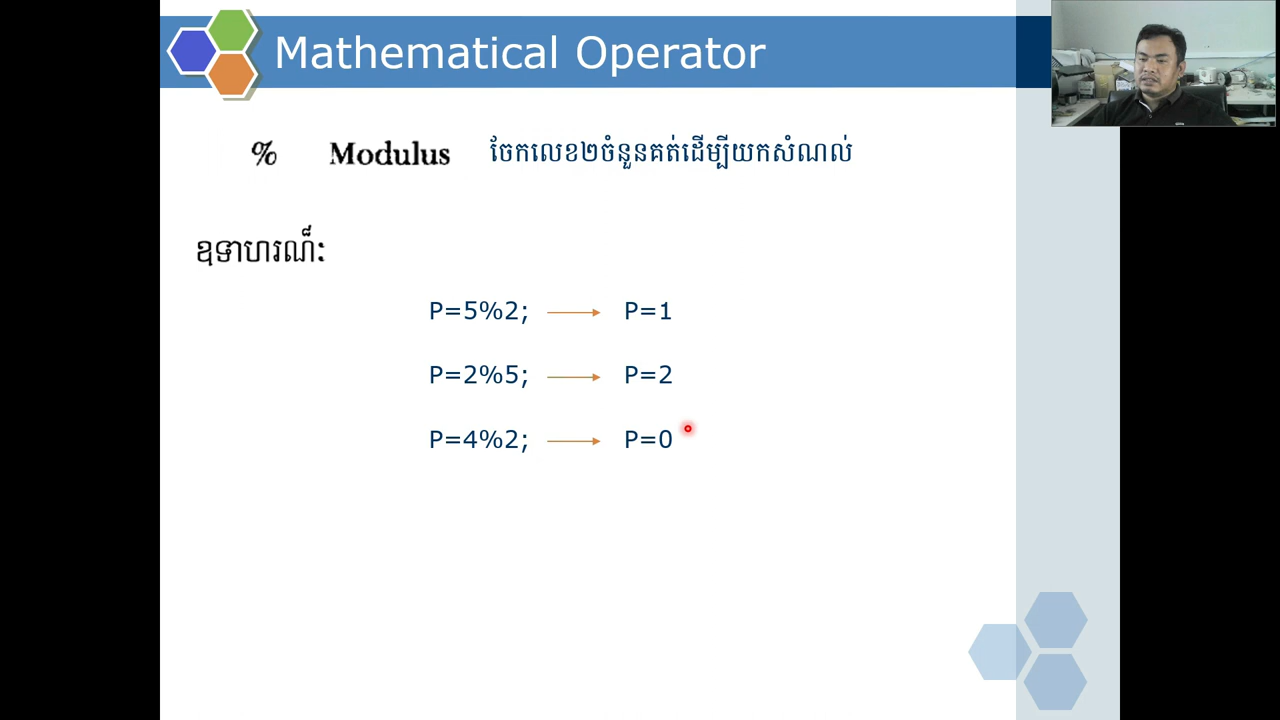 Mathematical Operator
% Modulus ចែកលេខ២ចំនួនគត់ដើម្បីយកសំណល់
ឧទាហរណ៏ៈ
P=5%2; P=1
P=2%5; P=2
P=4%2; P=0